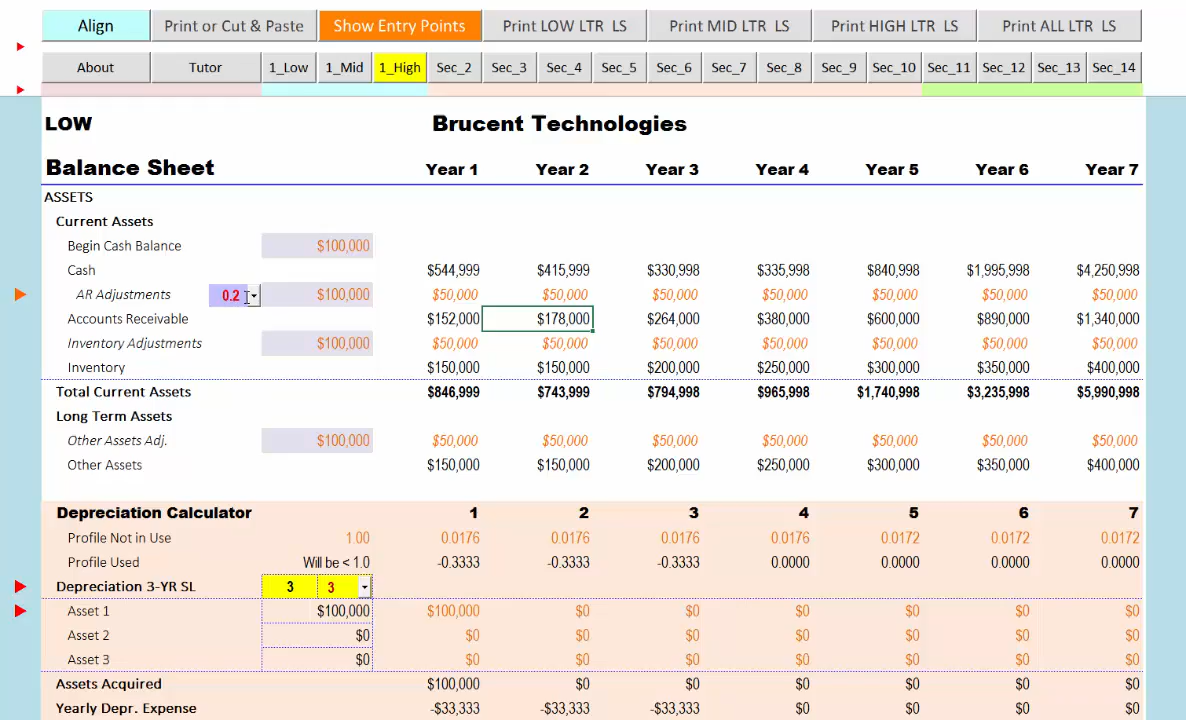 Align Print or Cut & Paste Show Entry Points Print LOW LTR LS Print MID LTR LS Print HIGH LTR LS Print ALL LTR LS
About Tutor 1_Low 1_Mid 1_High Sec_2 Sec_3 Sec_4 Sec_5 Sec_6 Sec_7 Sec_8 Sec_9 Sec_10 Sec_11 Sec_12 Sec_13 Sec_14
LOW Brucent Technologies
Balance Sheet Year 1 Year 2 Year 3 Year 4 Year 5 Year 6 Year 7
ASSETS
Current Assets
Begin Cash Balance $100,000
Cash $544,999 $415,999 $330,998 $335,998 $840,998 $1,995,998 $4,250,998
AR Adjustments 0.2 $100,000 $50,000 $50,000 $50,000 $50,000 $50,000 $50,000 $50,000
Accounts Receivable $152,000 $178,000 $264,000 $380,000 $600,000 $890,000 $1,340,000
Inventory Adjustments $100,000 $50,000 $50,000 $50,000 $50,000 $50,000 $50,000 $50,000
Inventory $150,000 $150,000 $200,000 $250,000 $300,000 $350,000 $400,000
Total Current Assets $846,999 $743,999 $794,998 $965,998 $1,740,998 $3,235,998 $5,990,998
Long Term Assets
Other Assets Adj. $100,000 $50,000 $50,000 $50,000 $50,000 $50,000 $50,000 $50,000
Other Assets $150,000 $150,000 $200,000 $250,000 $300,000 $350,000 $400,000
Depreciation Calculator 1 2 3 4 5 6 7
Profile Not in Use 1.00 0.0176 0.0176 0.0176 0.0176 0.0172 0.0172 0.0172
Profile Used Will be < 1.0 -0.3333 -0.3333 -0.3333 0.0000 0.0000 0.0000 0.0000
Depreciation 3-YR SL 3 3
Asset 1 $100,000 $100,000 $0 $0 $0 $0 $0 $0
Asset 2 $0 $0 $0 $0 $0 $0 $0 $0
Asset 3 $0 $0 $0 $0 $0 $0 $0 $0
Assets Acquired $100,000 $0 $0 $0 $0 $0 $0
Yearly Depr. Expense -$33,333 -$33,333 -$33,333 $0 $0 $0 $0